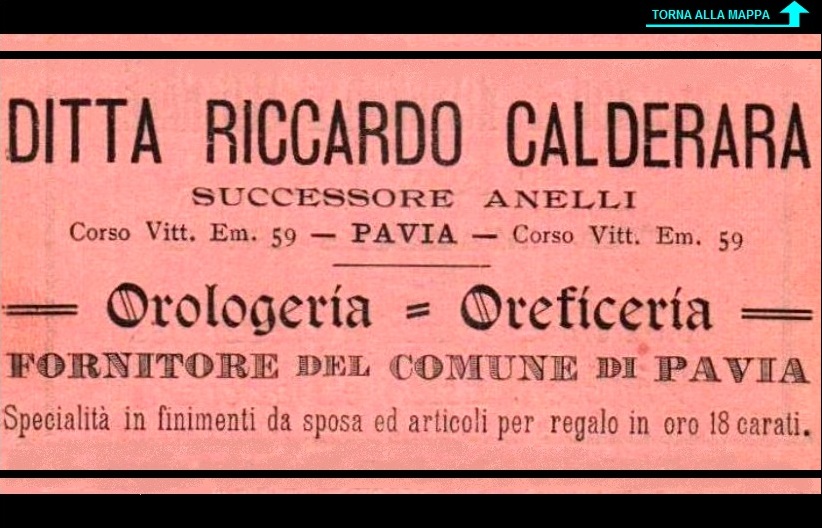 TORNA ALLA MAPPA
DITTA RICCARDO CALDERARA
SUCCESSORE ANELLI
Corso Vitt. Em. 59 — PAVIA — Corso Vitt. Em. 59
Orologeria = Oreficeria
FORNITORE DEL COMUNE DI PAVIA
Specialità in finimenti da sposa ed articoli per regalo in oro 18 carati.